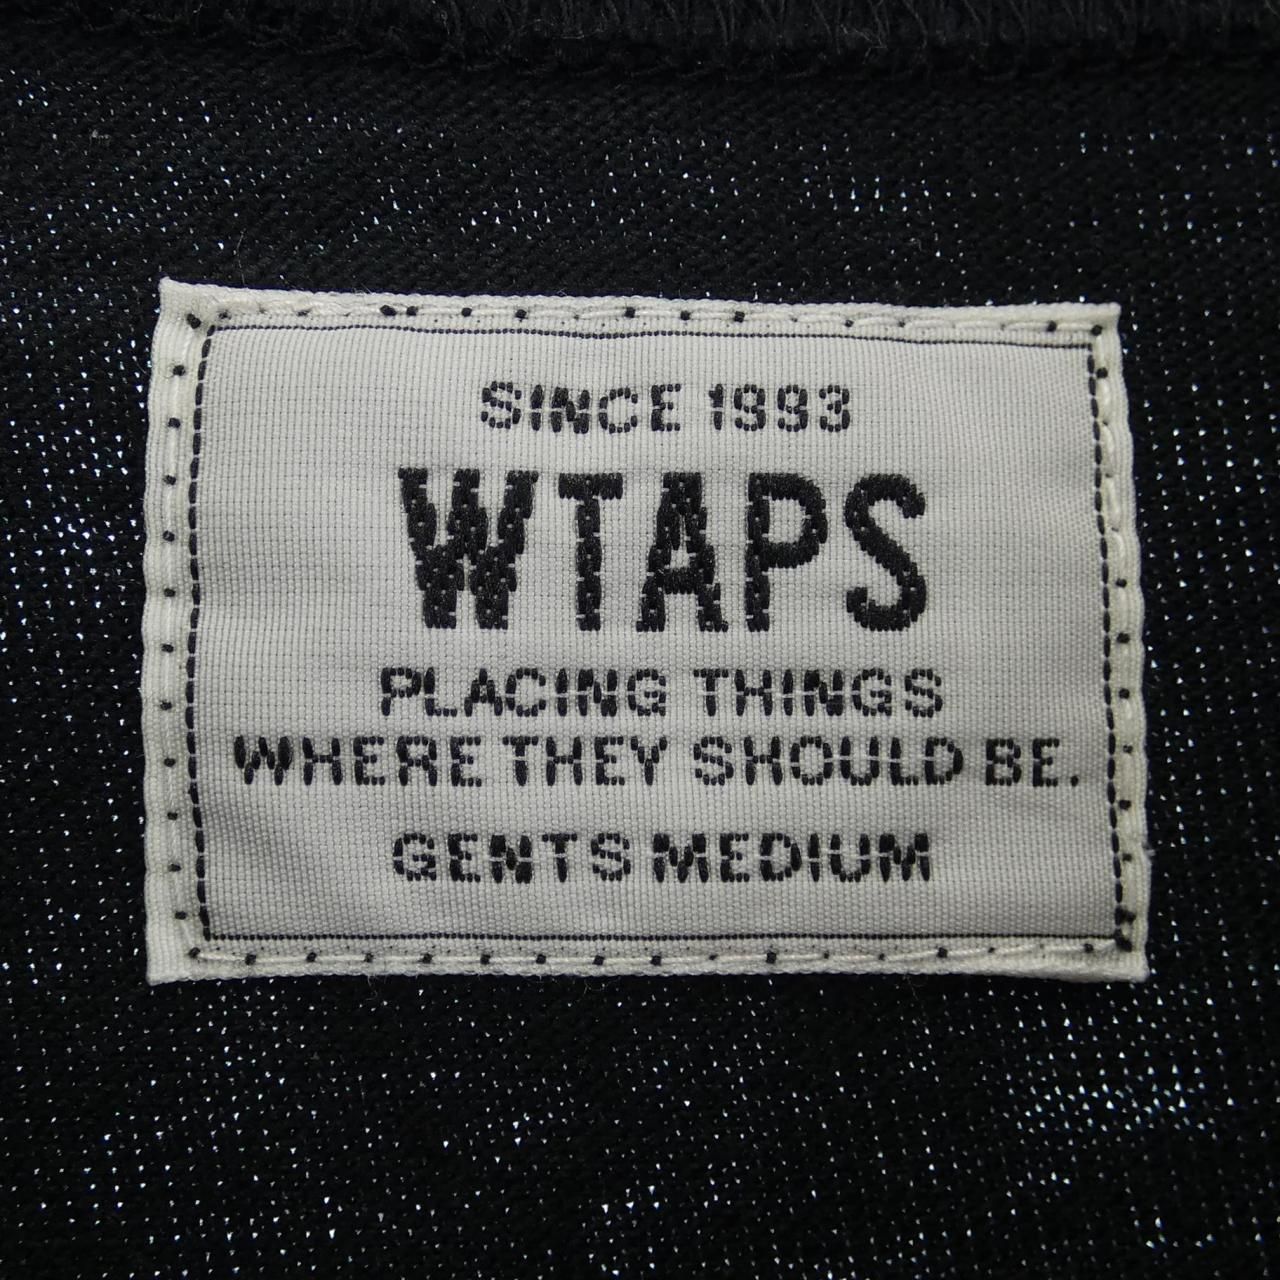 SINCE 1993
WTAPS
PLACING THINGS
WHERE THEY SHOULD BE.
GENTS MEDIUM